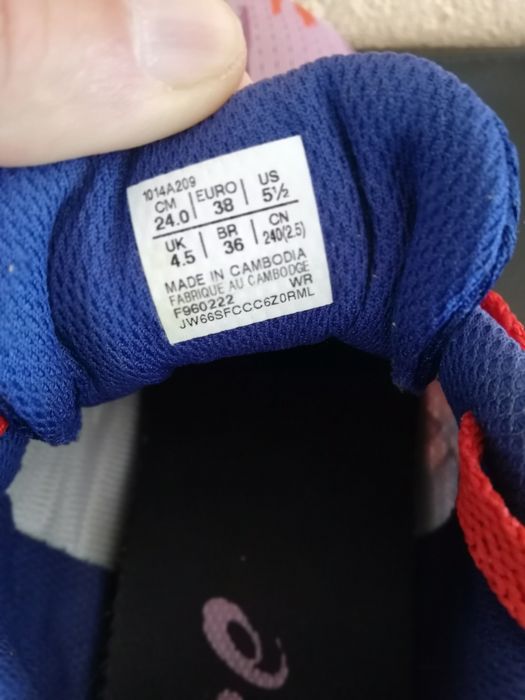 1014A209
CM EURO US
24.0 38 5½
UK BR CN
4.5 36 240(2.5)
MADE IN CAMBODIA
FABRIQUE AU CAMBODGE
F960222 WR
JW66SFCCC6Z0RML